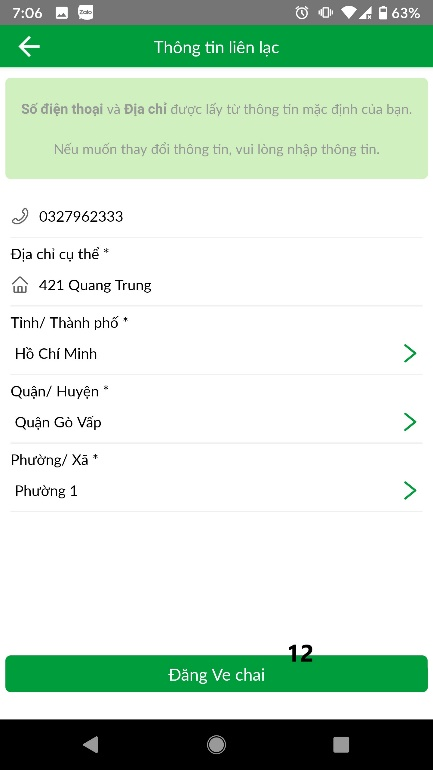 7:06 Zalo 63%
Thông tin liên lạc
Số điện thoại và Địa chỉ được lấy từ thông tin mặc định của bạn.
Nếu muốn thay đổi thông tin, vui lòng nhập thông tin.
0327962333
Địa chỉ cụ thể *
421 Quang Trung
Tỉnh/ Thành phố *
Hồ Chí Minh
Quận/ Huyện *
Quận Gò Vấp
Phường/ Xã *
Phường 1
12
Đăng Ve chai